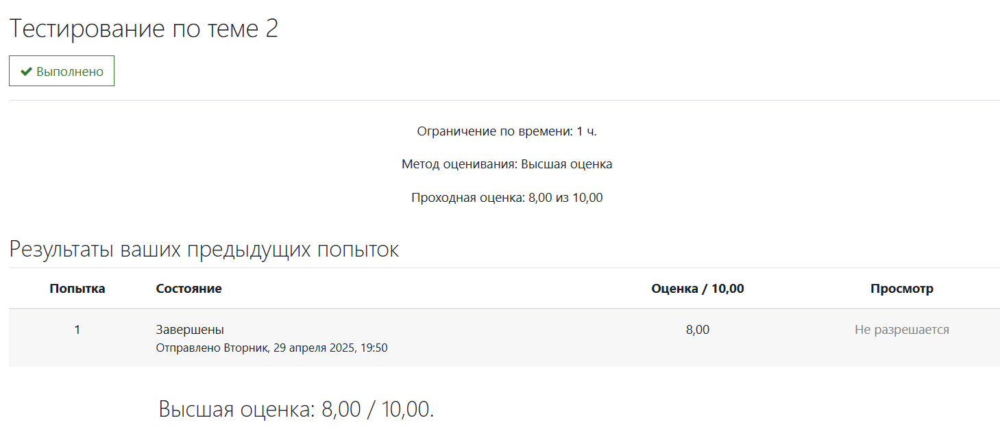 Тестирование по теме 2
Выполнено
Ограничение по времени: 1 ч.
Метод оценивания: Высшая оценка
Проходная оценка: 8,00 из 10,00
Результаты ваших предыдущих попыток
Попытка Состояние Оценка / 10,00 Просмотр
1 Завершены 8,00 Не разрешается
Отправлено Вторник, 29 апреля 2025, 19:50
Высшая оценка: 8,00 / 10,00.